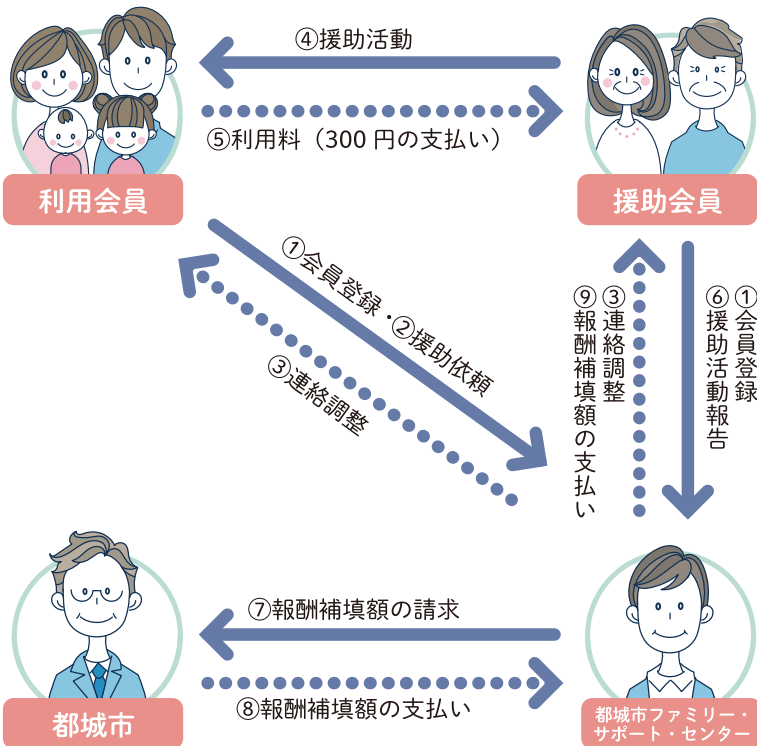 ④援助活動
⑤利用料（300 円の支払い）
利用会員
援助会員
①会員登録・②援助依頼
③連絡調整
①会員登録
⑥援助活動報告
③連絡調整
⑨報酬補填額の支払い
⑦報酬補填額の請求
⑧報酬補填額の支払い
都城市
都城市ファミリー・
サポート・センター